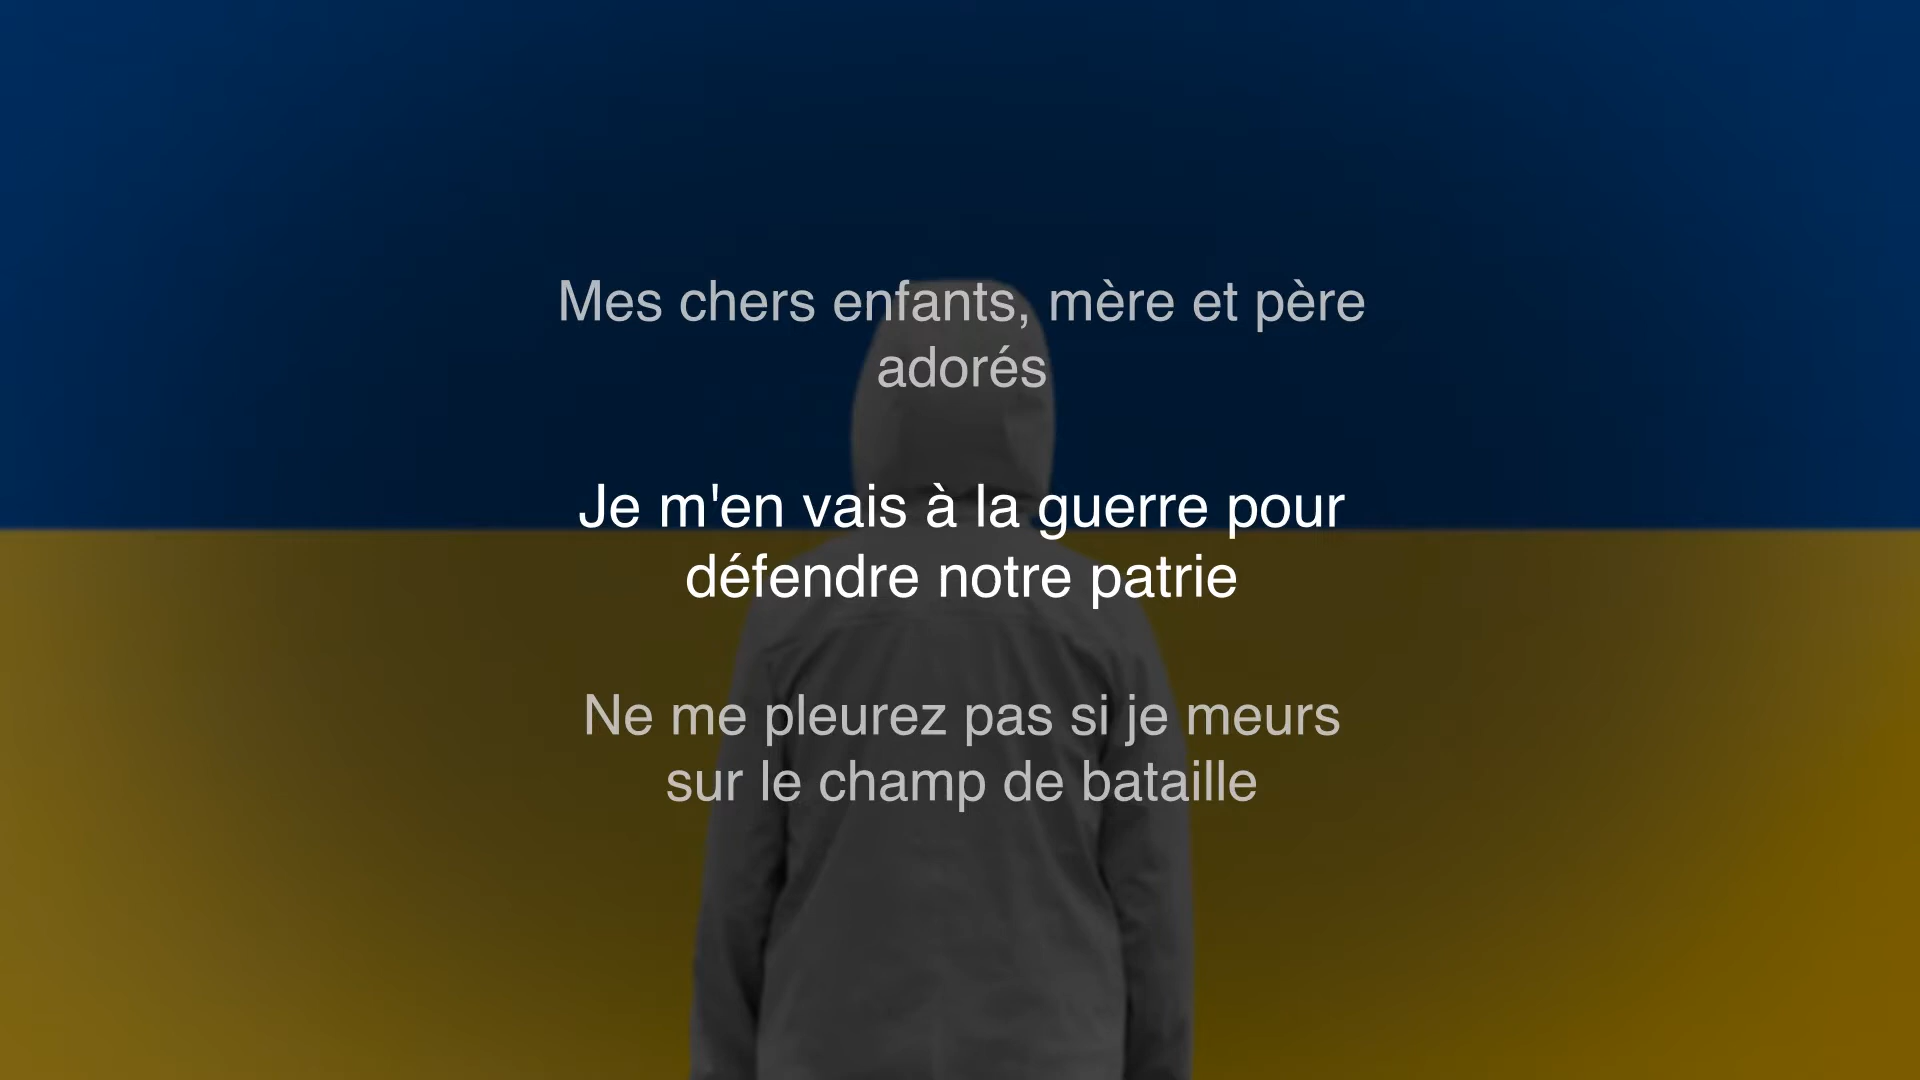 Mes chers enfants, mère et père
adorés
Je m'en vais à la guerre pour
défendre notre patrie
Ne me pleurez pas si je meurs
sur le champ de bataille